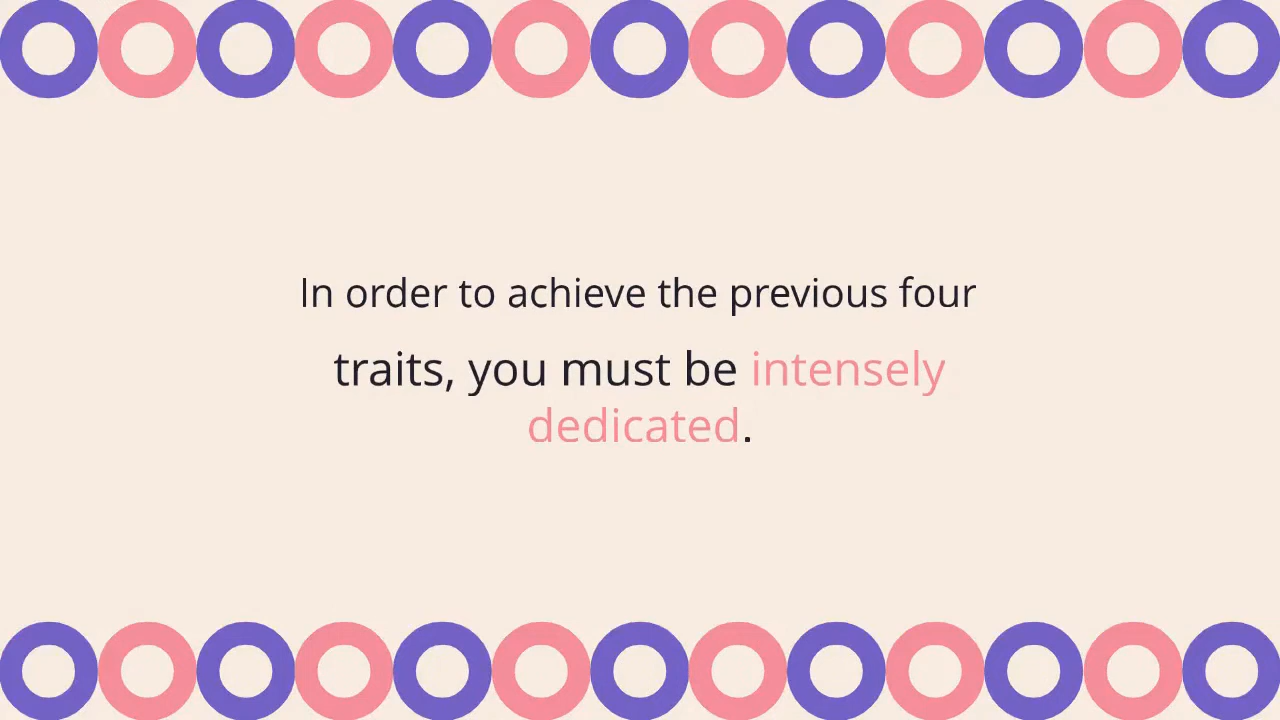 In order to achieve the previous four
traits, you must be intensely
dedicated.